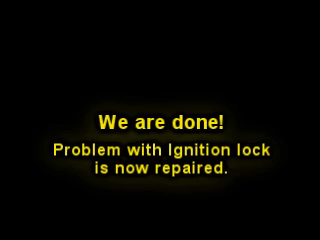 We are done!
Problem with Ignition lock
is now repaired.